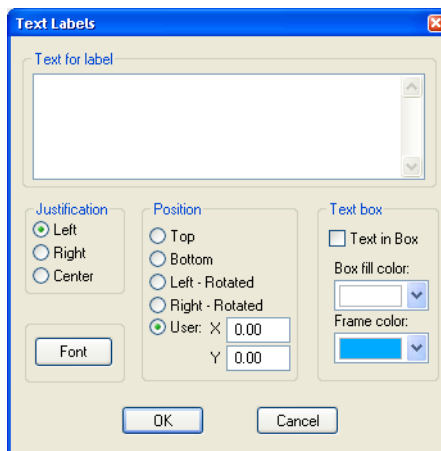 Text Labels
Text for label
Justification
Left
Right
Center
Font
Position
Top
Bottom
Left - Rotated
Right - Rotated
User: X 0.00
Y 0.00
Text box
Text in Box
Box fill color:
Frame color:
OK
Cancel